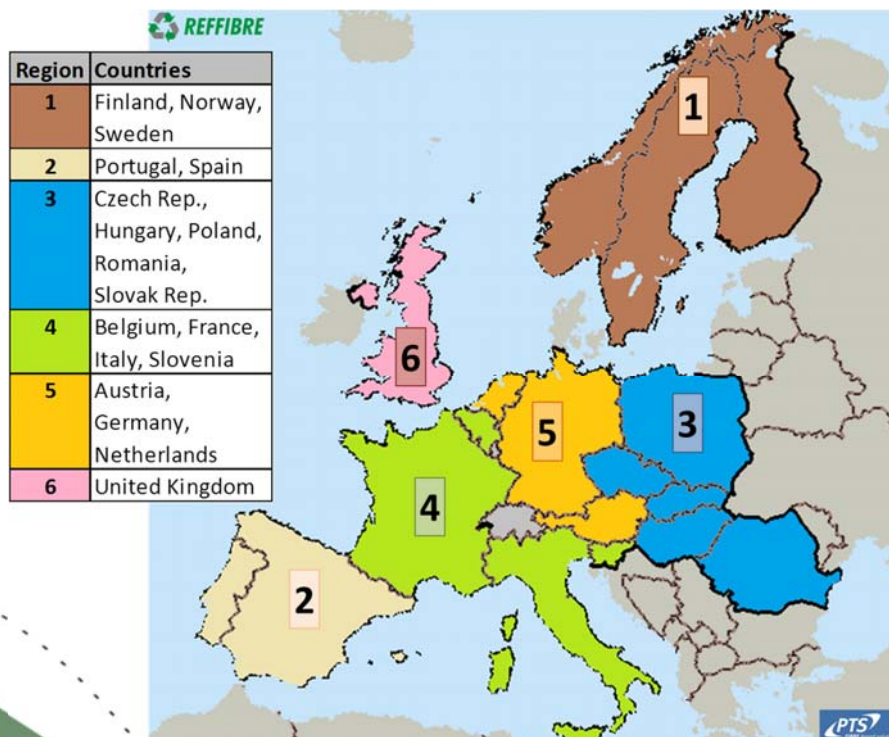 REFFIBRE
Region Countries
1 Finland, Norway,
Sweden
2 Portugal, Spain
3 Czech Rep.,
Hungary, Poland,
Romania,
Slovak Rep.
4 Belgium, France,
Italy, Slovenia
5 Austria,
Germany,
Netherlands
6 United Kingdom
1
6
5
3
4
2
PTS